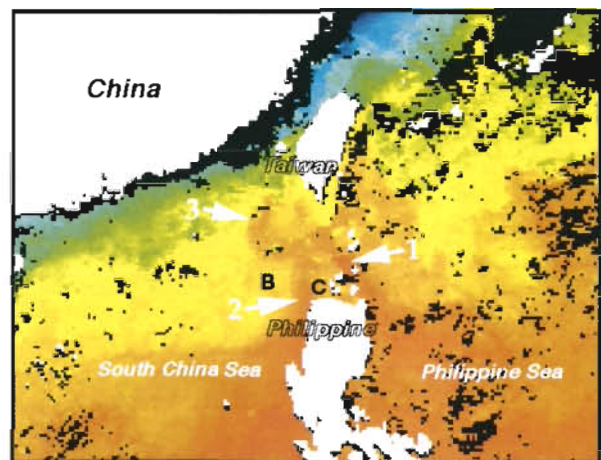 China
Taiwan
3
1
B
C
2
Philippine
South China Sea
Philippine Sea